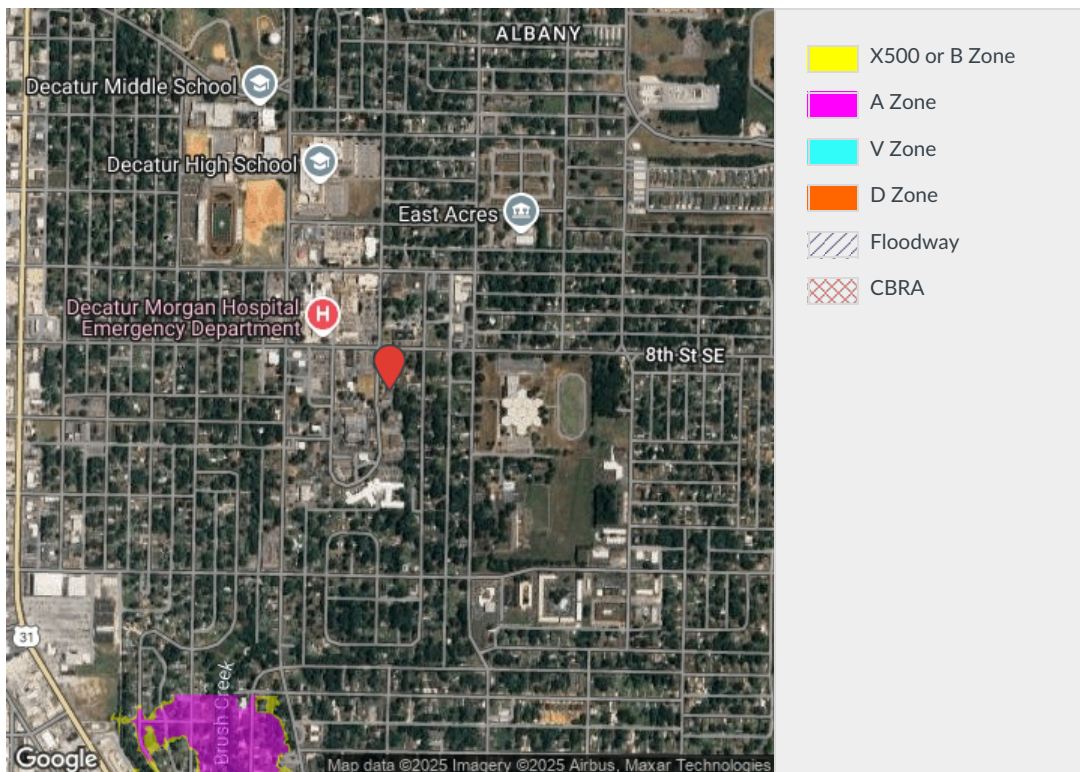 ALBANY
Decatur Middle School
Decatur High School
East Acres
Decatur Morgan Hospital
Emergency Department
H
8th St SE
31
Brush Creek
Google
Map data ©2025 Imagery ©2025 Airbus, Maxar Technologies
X500 or B Zone
A Zone
V Zone
D Zone
Floodway
CBRA